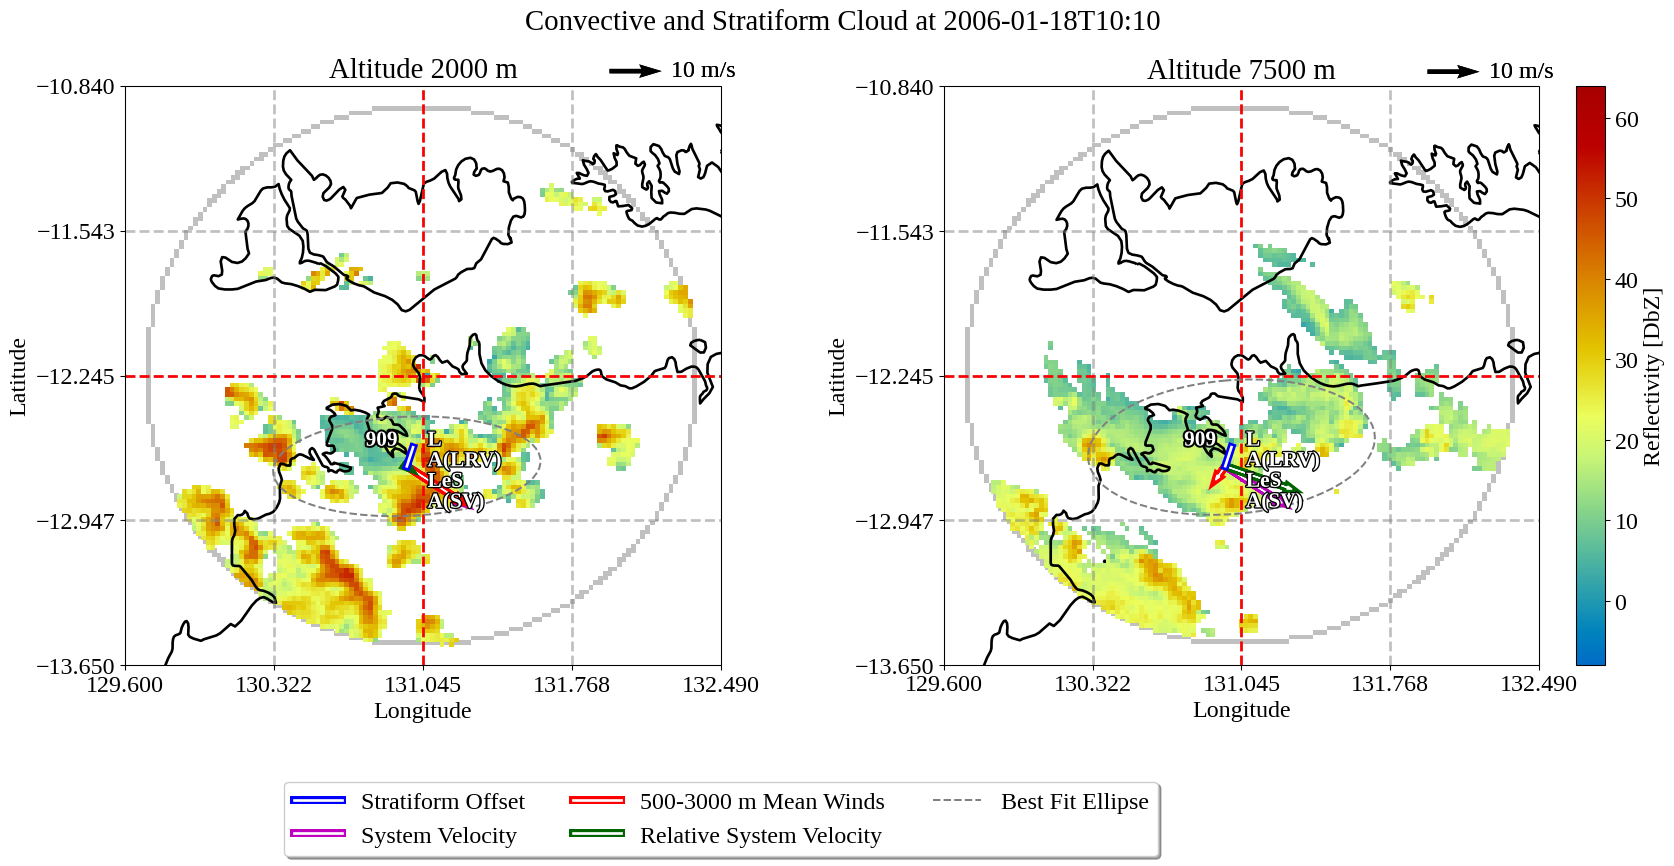 Convective and Stratiform Cloud at 2006-01-18T10:10
Altitude 2000 m
10 m/s
−10.840
−11.543
−12.245
−12.947
−13.650
Latitude
129.600
130.322
131.045
131.768
132.490
Longitude
909
L
A(LRV)
LeS
A(SV)
Altitude 7500 m
10 m/s
−10.840
−11.543
−12.245
−12.947
−13.650
Latitude
129.600
130.322
131.045
131.768
132.490
Longitude
909
L
A(LRV)
LeS
A(SV)
60
50
40
30
20
10
0
Reflectivity [DbZ]
Stratiform Offset
System Velocity
500-3000 m Mean Winds
Relative System Velocity
Best Fit Ellipse